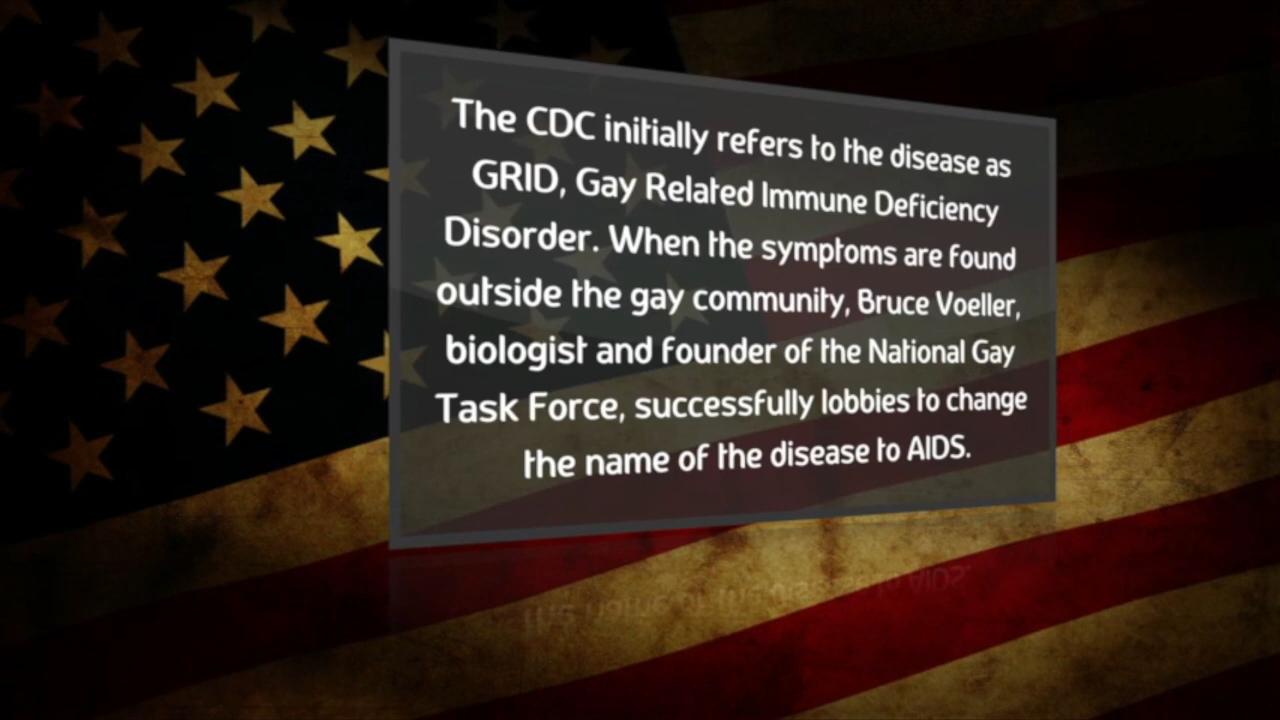 The CDC initially refers to the disease as
GRID, Gay Related Immune Deficiency
Disorder. When the symptoms are found
outside the gay community, Bruce Voeller,
biologist and founder of the National Gay
Task Force, successfully lobbies to change
the name of the disease to AIDS.